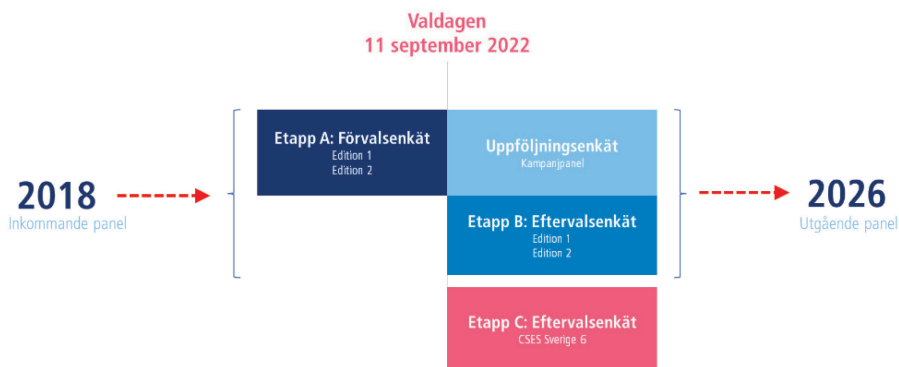 Valdagen
11 september 2022
Etapp A: Förvalsenkät
Edition 1
Edition 2
Uppföljningsenkät
Kampanjpanel
2018
Inkommande panel
2026
Utgående panel
Etapp B: Eftervalsenkät
Edition 1
Edition 2
Etapp C: Eftervalsenkät
CSES Sverige 6